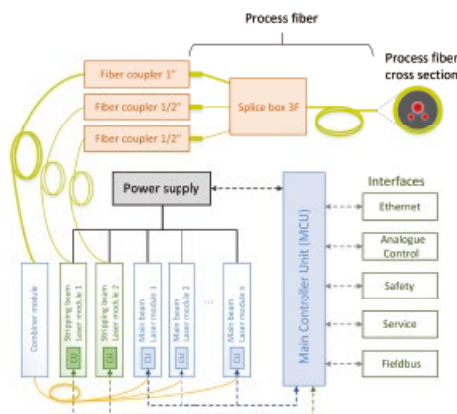 Process fiber
Process fiber
cross section
Fiber coupler 1"
Fiber coupler 1/2"
Fiber coupler 1/2"
Splice box 3F
Power supply
Interfaces
Main Controller Unit (MCU)
Ethernet
Analogue
Control
Safety
Service
Fieldbus
Combiner module
Stripping beam
Laser module 1
CU
Stripping beam
Laser module 2
CU
Main beam
Laser module 1
CU
Main beam
Laser module 2
CU
...
Main beam
Laser module n
CU